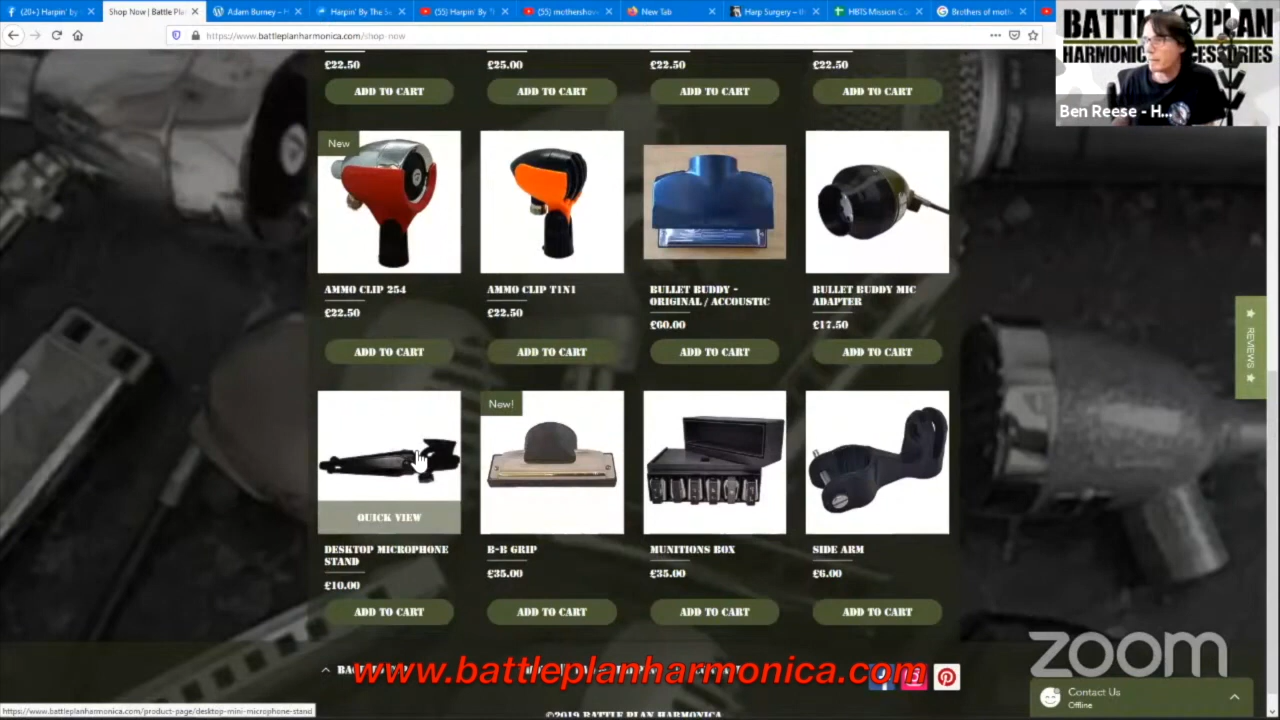 (20+) Harpin' by
Shop Now | Battle Pla
Adam Burney – H
Harpin' By The Se
(55) Harpin' By T
(55) mothershov
New Tab
Harp Surgery – th
HBTS Mission C
Brothers of moth
https://www.battleplanharmonica.com/shop-now
BATTLE PLAN
Ben Reese - H...
£22.50
£25.00
£22.50
£22.50
ADD TO CART
ADD TO CART
ADD TO CART
ADD TO CART
New
AMMO CLIP 254
AMMO CLIP T1N1
BULLET BUDDY -
ORIGINAL / ACCOUSTIC
BULLET BUDDY MIC
ADAPTER
£22.50
£22.50
£60.00
£17.50
ADD TO CART
ADD TO CART
ADD TO CART
ADD TO CART
REVIEWS
New!
QUICK VIEW
DESKTOP MICROPHONE
STAND
B-B GRIP
MUNITIONS BOX
SIDE ARM
£10.00
£35.00
£35.00
£6.00
ADD TO CART
ADD TO CART
ADD TO CART
ADD TO CART
zoom
www.battleplanharmonica.com
Contact Us
Offline
https://www.battleplanharmonica.com/product-page/desktop-mini-microphone-stand
©2019 BATTLE PLAN HARMONICA